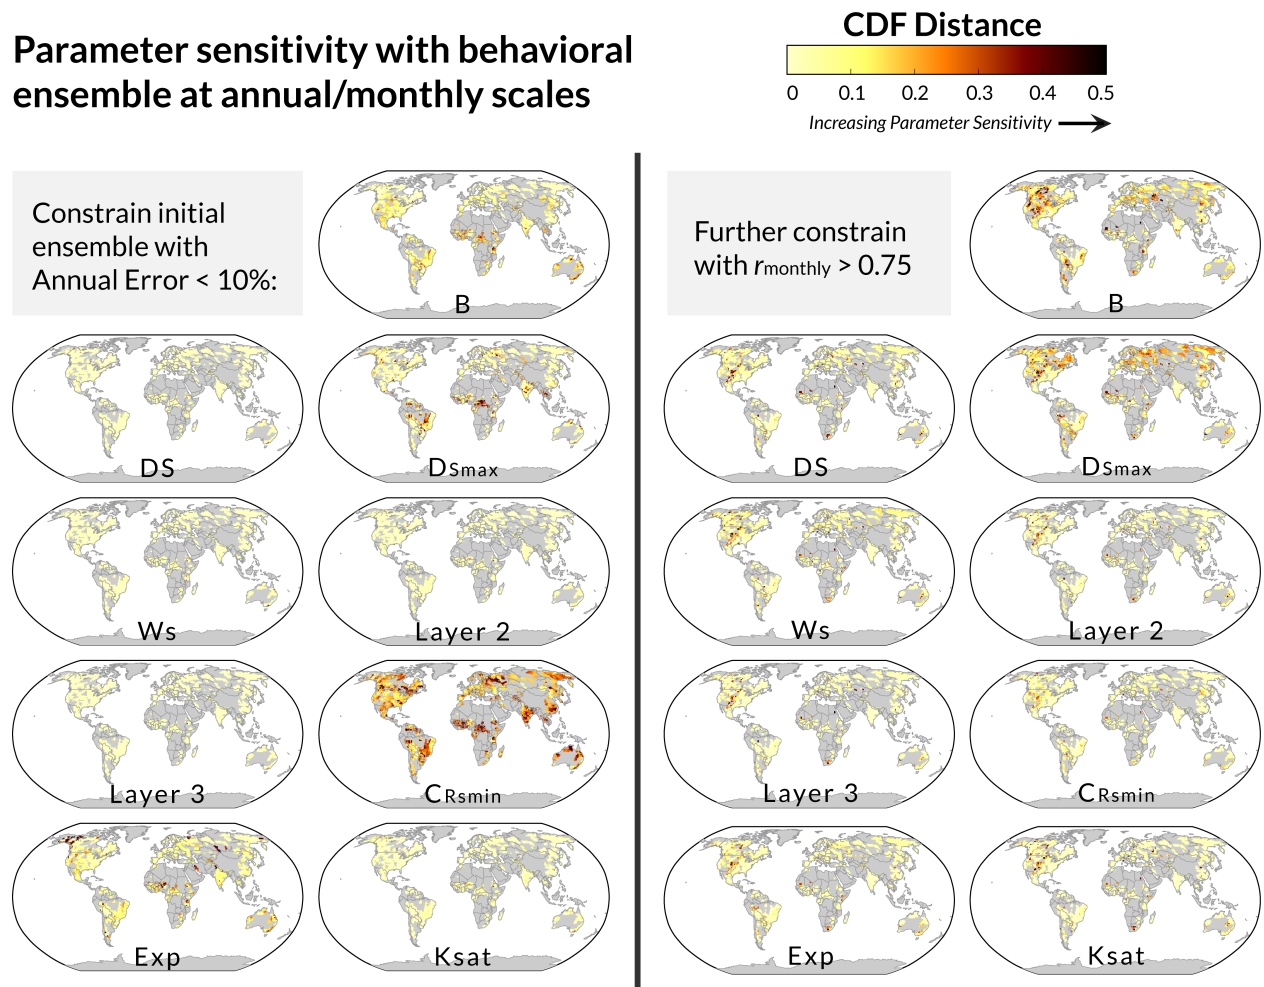 Parameter sensitivity with behavioral
ensemble at annual/monthly scales
CDF Distance
0 0.1 0.2 0.3 0.4 0.5
Increasing Parameter Sensitivity
Constrain initial
ensemble with
Annual Error < 10%:
B
DS
DSmax
Ws
Layer 2
Layer 3
CRsmin
Exp
Ksat
Further constrain
with rmonthly > 0.75
B
DS
DSmax
Ws
Layer 2
Layer 3
CRsmin
Exp
Ksat